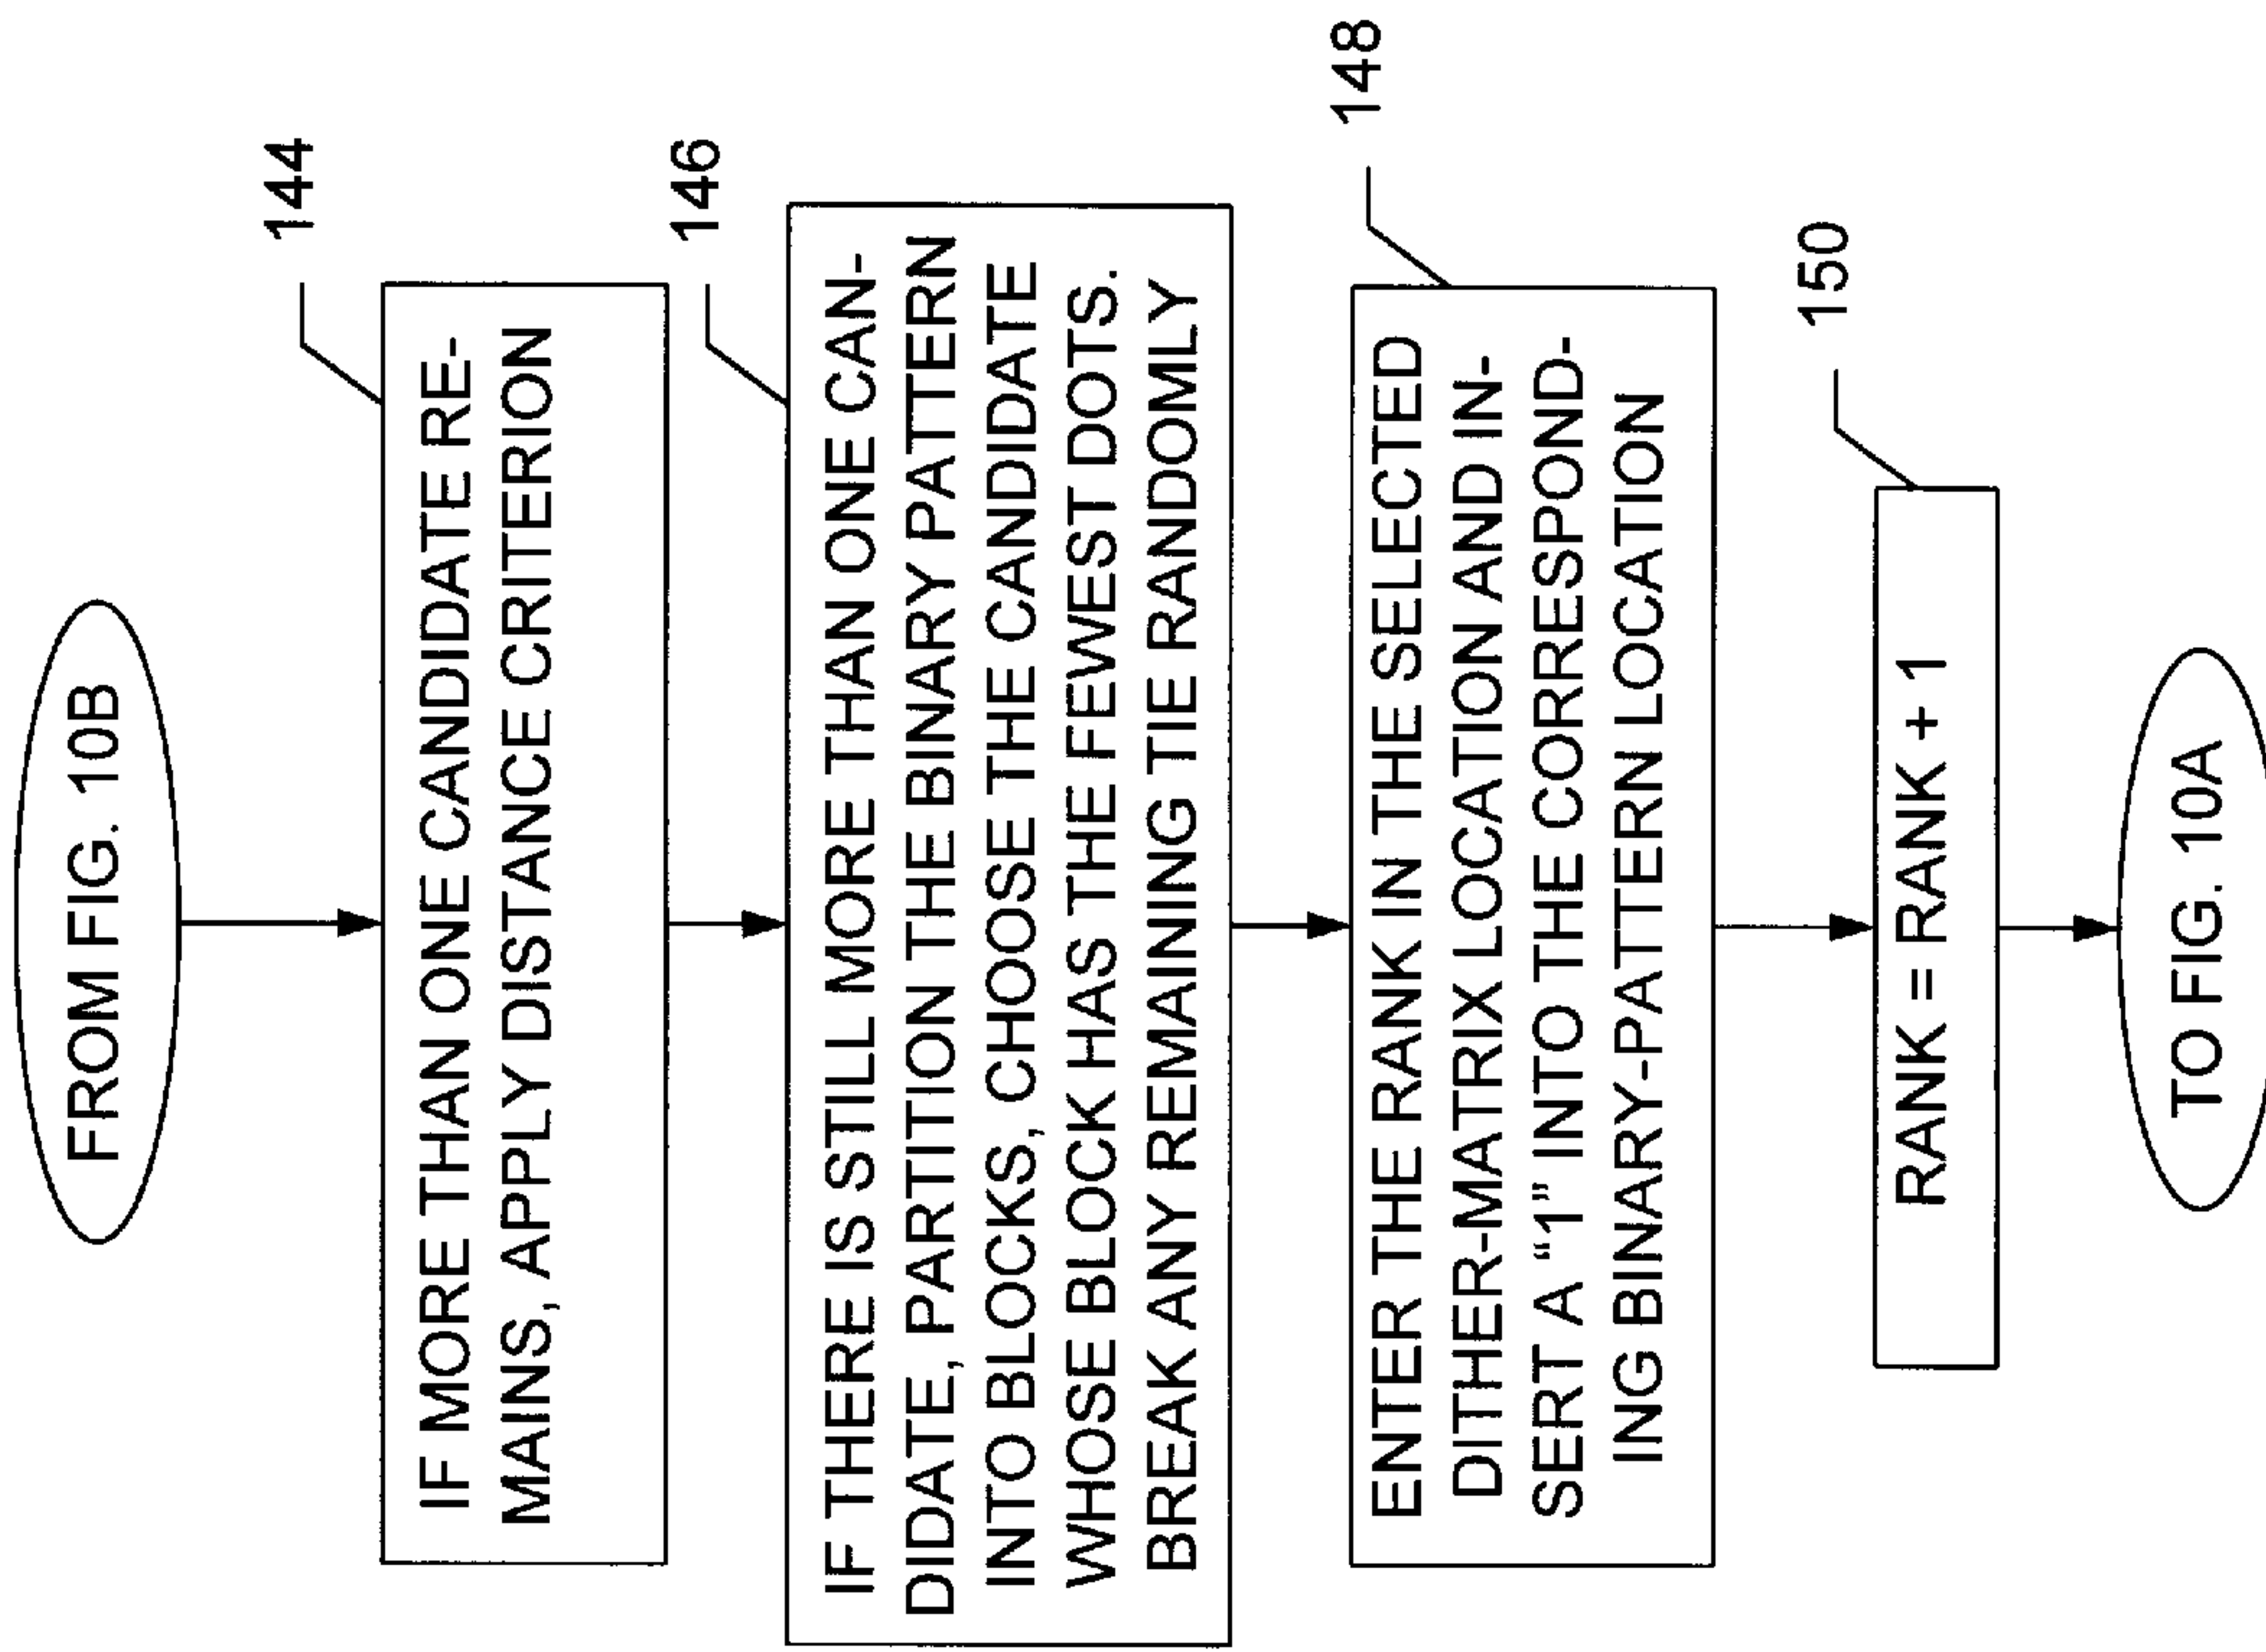 FROM FIG. 10B
144
IF MORE THAN ONE CANDIDATE RE-
MAINS, APPLY DISTANCE CRITERION
146
IF THERE IS STILL MORE THAN ONE CAN-
DIDATE, PARTITION THE BINARY PATTERN
INTO BLOCKS, CHOOSE THE CANDIDATE
WHOSE BLOCK HAS THE FEWEST DOTS.
BREAK ANY REMAINING TIE RANDOMLY
148
ENTER THE RANK IN THE SELECTED
DITHER-MATRIX LOCATION AND IN-
SERT A “1” INTO THE CORRESPOND-
ING BINARY-PATTERN LOCATION
150
RANK = RANK + 1
TO FIG. 10A